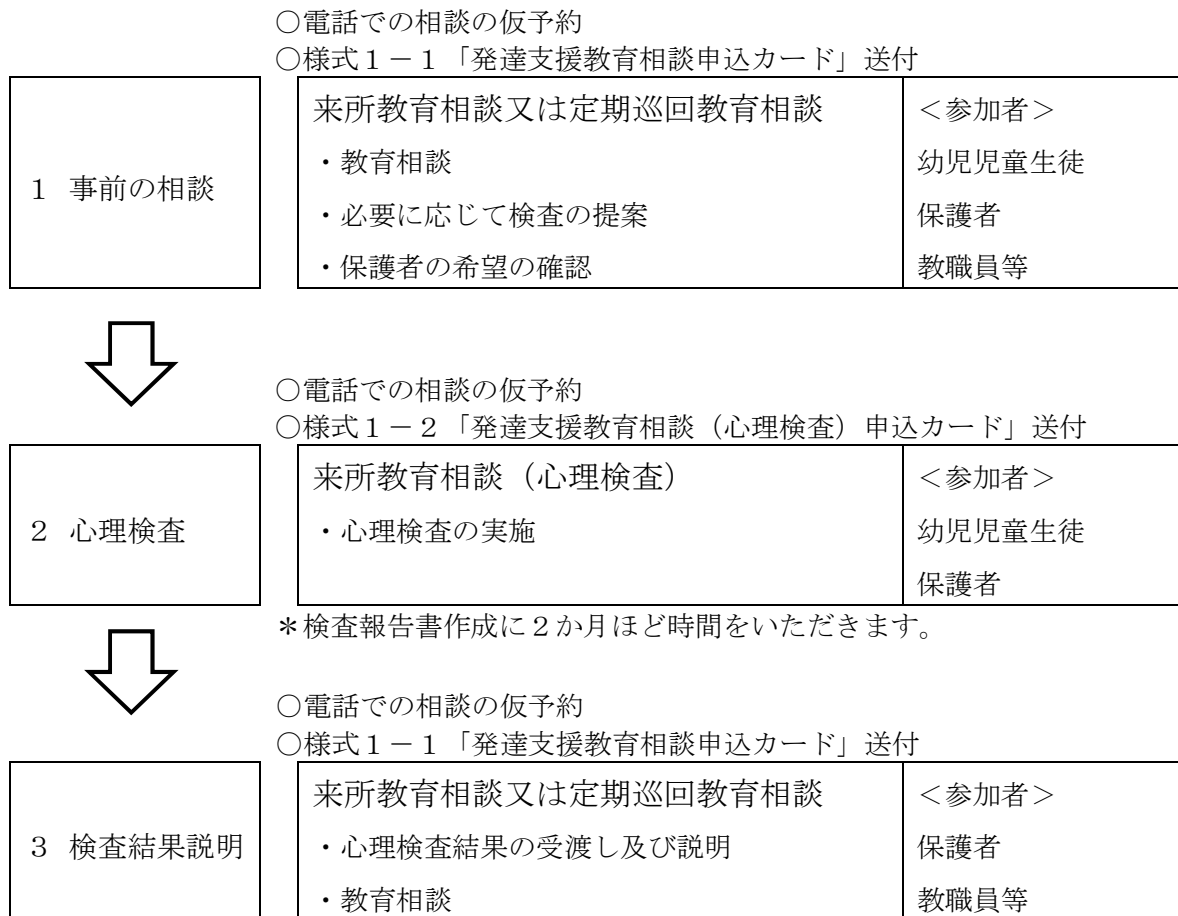 ○電話での相談の仮予約
○様式１－１「発達支援教育相談申込カード」送付
１ 事前の相談
来所教育相談又は定期巡回教育相談
・教育相談
・必要に応じて検査の提案
・保護者の希望の確認
＜参加者＞
幼児児童生徒
保護者
教職員等
○電話での相談の仮予約
○様式１－２「発達支援教育相談（心理検査）申込カード」送付
２ 心理検査
来所教育相談（心理検査）
・心理検査の実施
＜参加者＞
幼児児童生徒
保護者
＊検査報告書作成に２か月ほど時間をいただきます。
○電話での相談の仮予約
○様式１－１「発達支援教育相談申込カード」送付
３ 検査結果説明
来所教育相談又は定期巡回教育相談
・心理検査結果の受渡し及び説明
・教育相談
＜参加者＞
保護者
教職員等